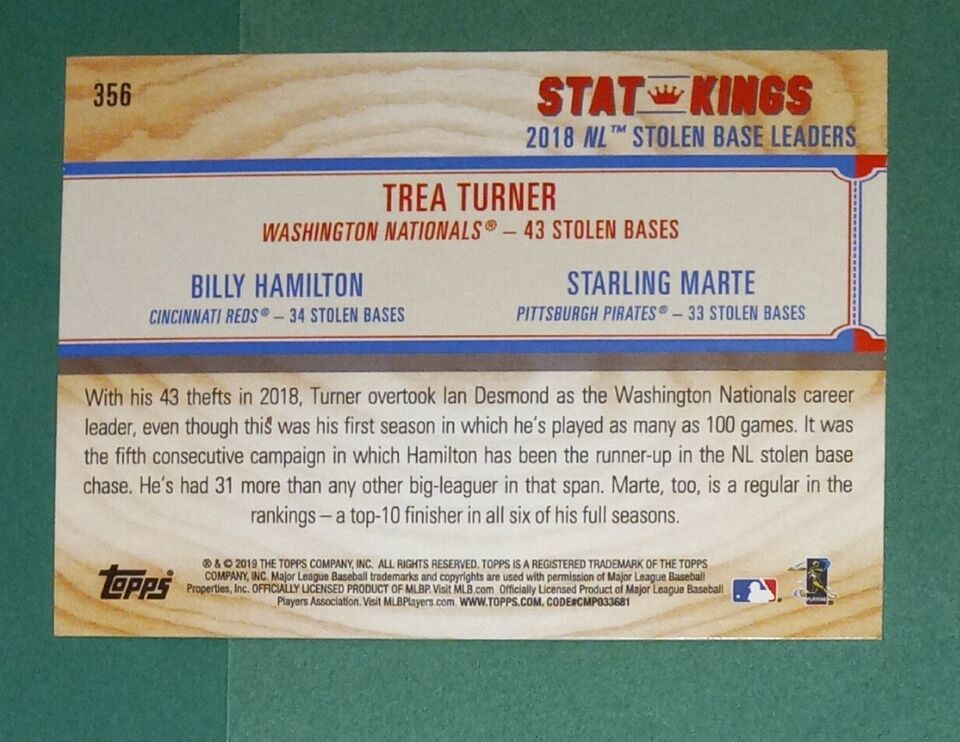 356
STAT KINGS
2018 NL™ STOLEN BASE LEADERS
TREA TURNER
WASHINGTON NATIONALS® – 43 STOLEN BASES
BILLY HAMILTON
CINCINNATI REDS® – 34 STOLEN BASES
STARLING MARTE
PITTSBURGH PIRATES® – 33 STOLEN BASES
With his 43 thefts in 2018, Turner overtook Ian Desmond as the Washington Nationals career
leader, even though this was his first season in which he's played as many as 100 games. It was
the fifth consecutive campaign in which Hamilton has been the runner-up in the NL stolen base
chase. He's had 31 more than any other big-leaguer in that span. Marte, too, is a regular in the
rankings – a top-10 finisher in all six of his full seasons.
topps®
® & © 2019 THE TOPPS COMPANY, INC. ALL RIGHTS RESERVED. TOPPS IS A REGISTERED TRADEMARK OF THE TOPPS
COMPANY, INC. Major League Baseball trademarks and copyrights are used with permission of Major League Baseball
Properties, Inc. OFFICIALLY LICENSED PRODUCT OF MLBP. Visit MLB.com Officially Licensed Product of Major League Baseball
Players Association. Visit MLBPlayers.com. WWW.TOPPS.COM. CODE#CMP033681
PLAYERS